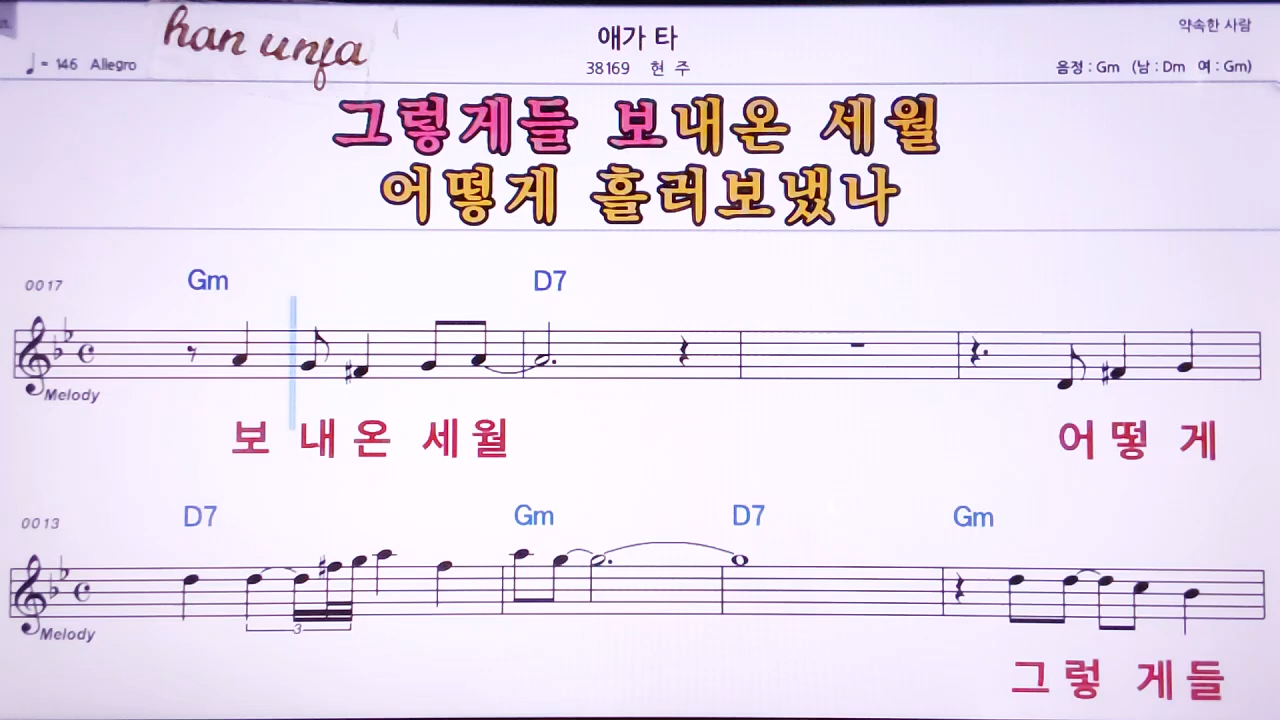 han unfa
애가 타
약속한 사람
♩= 146 Allegro
38169 현 주
음정 : Gm (남 : Dm 여 : Gm)
그렇게들 보내온 세월
어떻게 흘러보냈나
0017 Gm D7
Melody
보 내 온 세 월 어 떻 게
0013 D7 Gm D7 Gm
3
Melody
그 렇 게 들